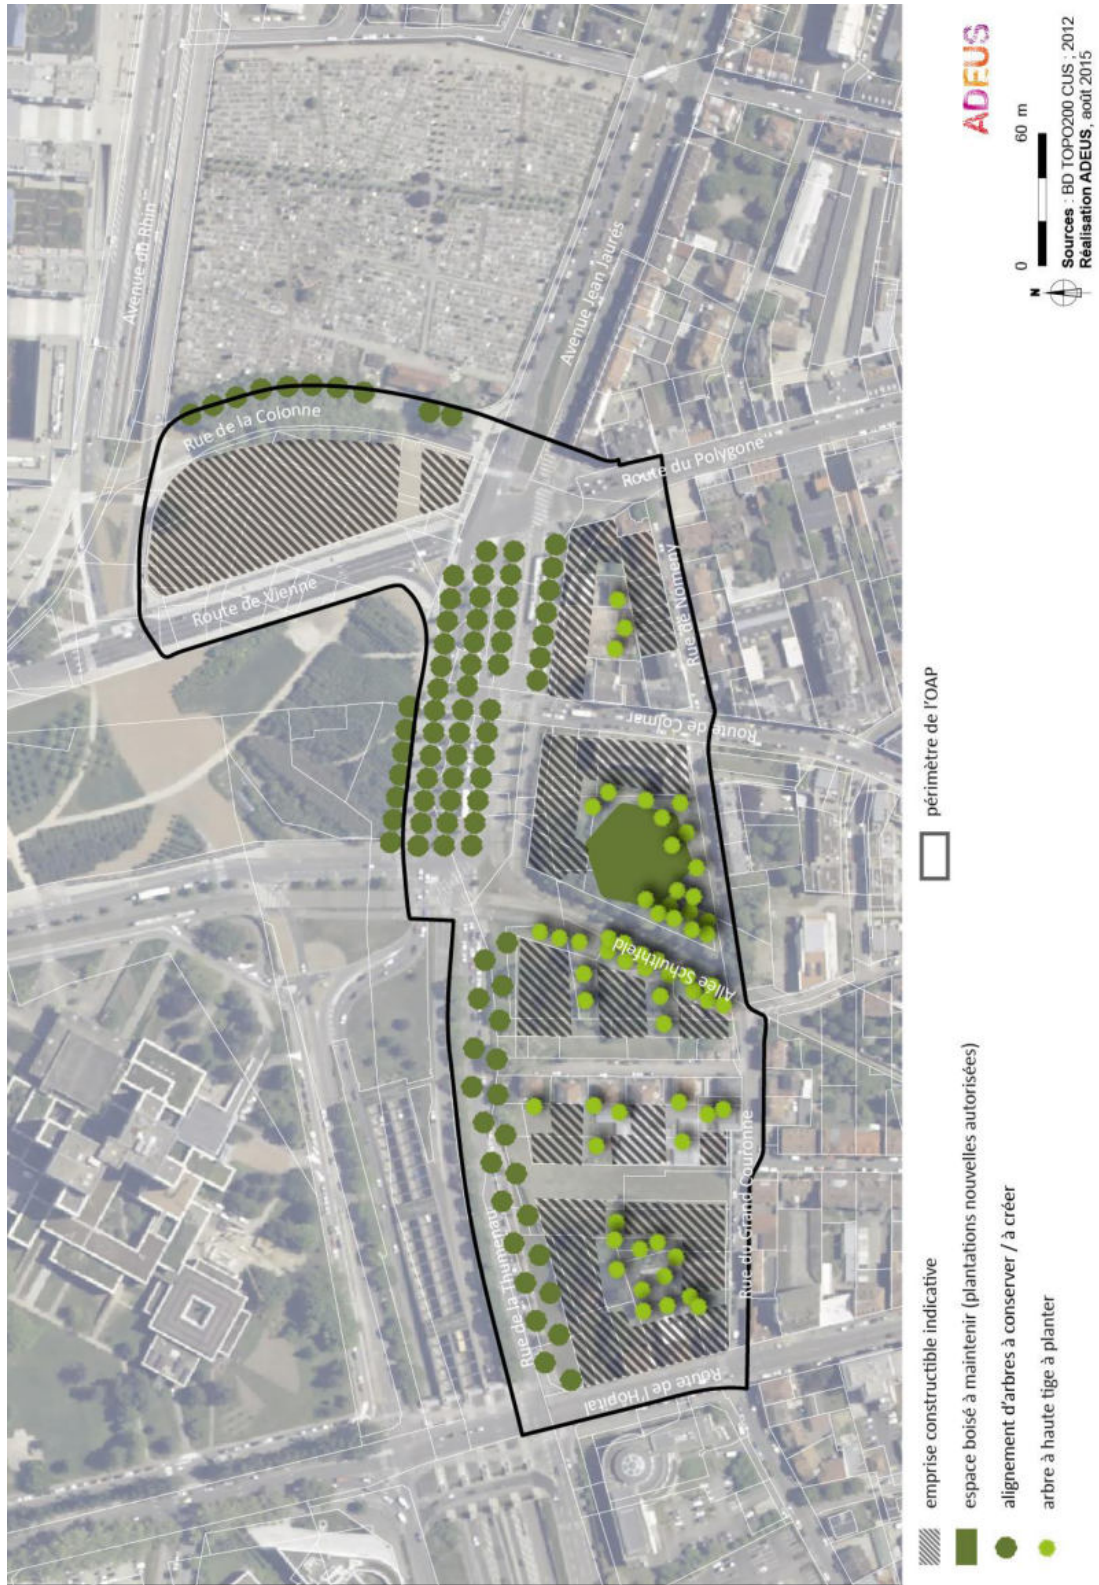 Avenue du Rhin
Rue de la Colonne
Route de Vienne
Avenue Jean Jaurés
Route du Polygone
Rue de Nomeny
Route de Colmar
Allée Schulthfeld
Rue de la Thumenau
Rue du Grand Couronné
Route de l'Hôpital
emprise constructible indicative
espace boisé à maintenir (plantations nouvelles autorisées)
alignement d'arbres à conserver / à créer
arbre à haute tige à planter
périmètre de l'OAP
ADEUS
0 60 m
N
Sources : BD TOPO200 CUS ; 2012
Réalisation ADEUS, août 2015